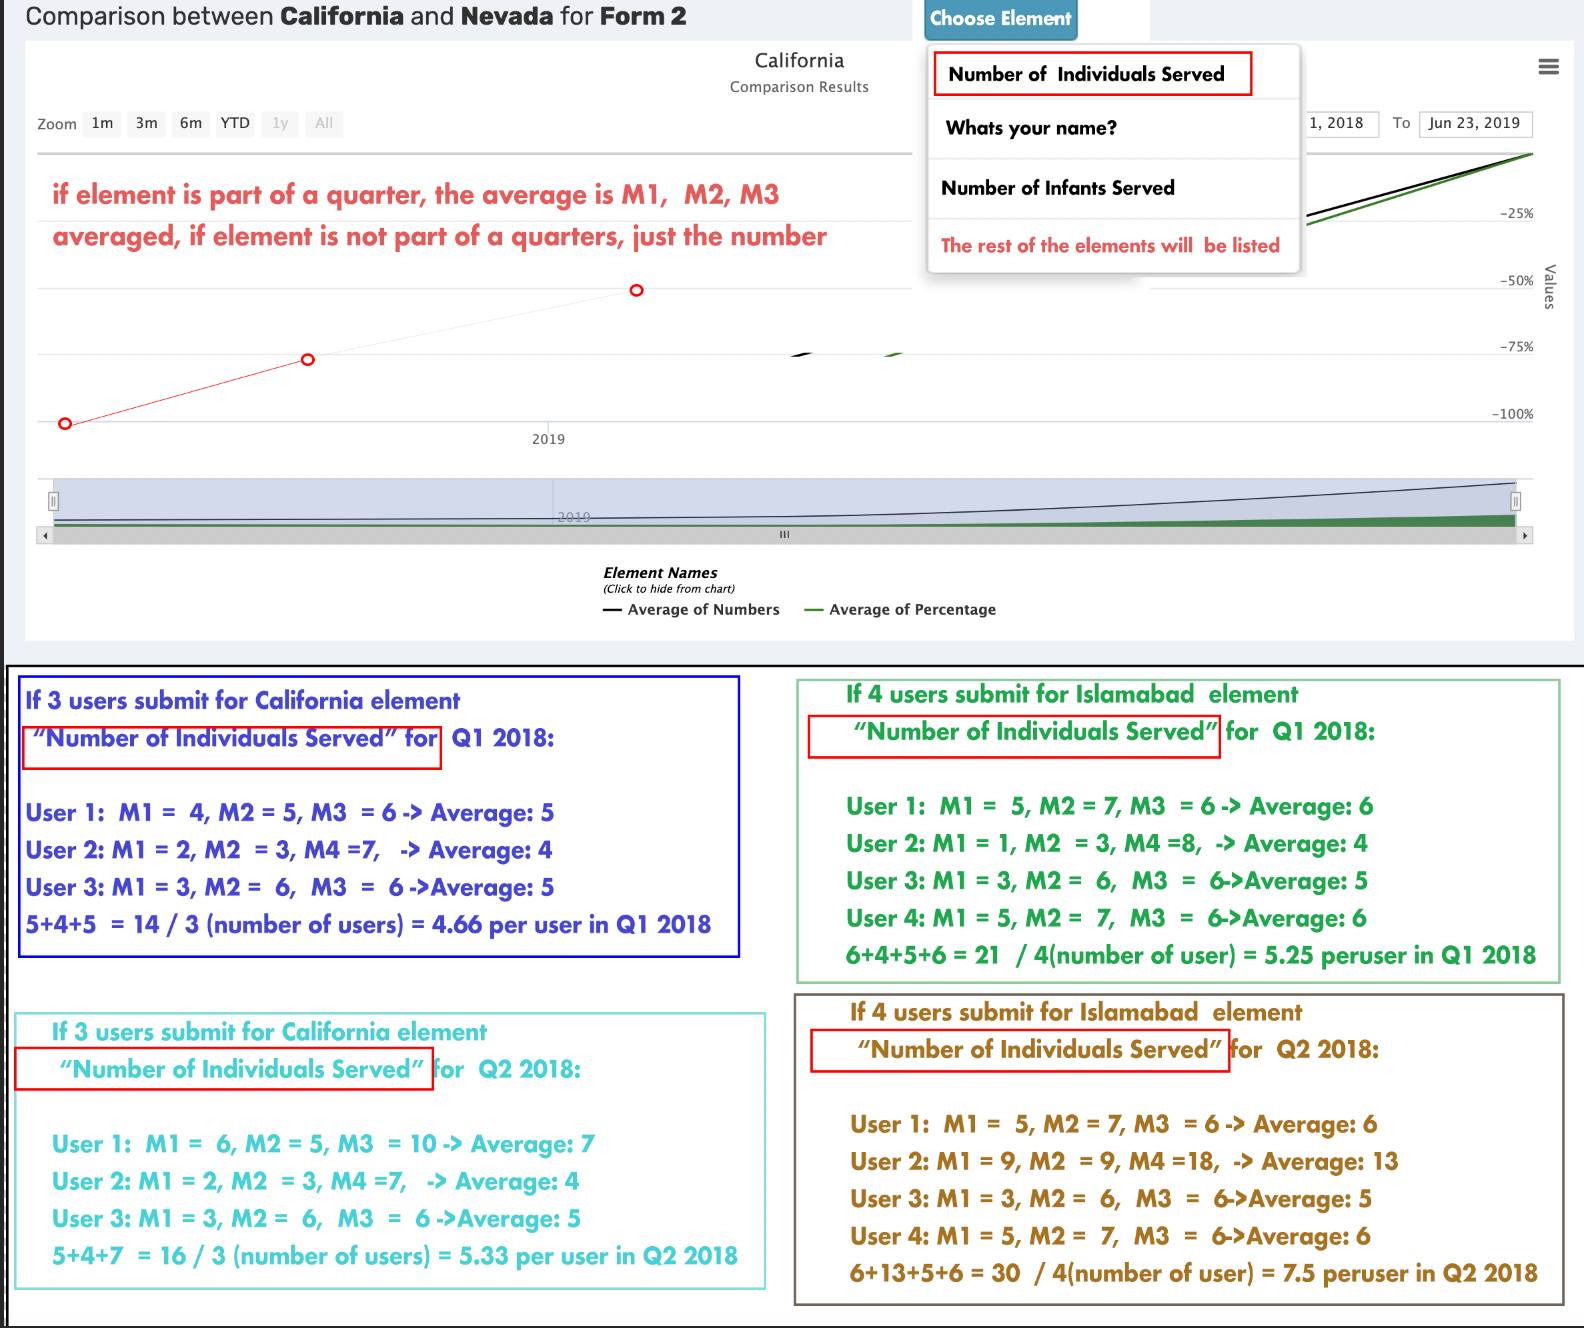 Comparison between California and Nevada for Form 2
Choose Element
California
Comparison Results
Number of  Individuals Served
Whats your name?
Number of Infants Served
The rest of the elements will  be listed
Zoom 1m 3m 6m YTD 1y All
1, 2018 To Jun 23, 2019
if element is part of a quarter, the average is M1,  M2, M3
averaged, if element is not part of a quarters, just the number
−25%
−50%
−75%
−100%
Values
2019
2019
Element Names
(Click to hide from chart)
Average of Numbers Average of Percentage
If 3 users submit for California element
“Number of Individuals Served” for  Q1 2018:
User 1:  M1 =  4, M2 = 5, M3  = 6 -> Average: 5
User 2: M1 = 2, M2  = 3, M4 =7,   -> Average: 4
User 3: M1 = 3, M2 =  6,  M3  =  6 ->Average: 5
5+4+5  = 14 / 3 (number of users) = 4.66 per user in Q1 2018
If 4 users submit for Islamabad  element
“Number of Individuals Served” for  Q1 2018:
User 1:  M1 =  5, M2 = 7, M3  = 6 -> Average: 6
User 2: M1 = 1, M2  = 3, M4 =8,  -> Average: 4
User 3: M1 = 3, M2 =  6,  M3  =  6->Average: 5
User 4: M1 = 5, M2 =  7,  M3  =  6->Average: 6
6+4+5+6 = 21  / 4(number of user) = 5.25 peruser in Q1 2018
If 3 users submit for California element
“Number of Individuals Served” for  Q2 2018:
User 1:  M1 =  6, M2 = 5, M3  = 10 -> Average: 7
User 2: M1 = 2, M2  = 3, M4 =7,   -> Average: 4
User 3: M1 = 3, M2 =  6,  M3  =  6 ->Average: 5
5+4+7  = 16 / 3 (number of users) = 5.33 per user in Q2 2018
If 4 users submit for Islamabad  element
“Number of Individuals Served” for  Q2 2018:
User 1:  M1 =  5, M2 = 7, M3  = 6 -> Average: 6
User 2: M1 = 9, M2  = 9, M4 =18,  -> Average: 13
User 3: M1 = 3, M2 =  6,  M3  =  6->Average: 5
User 4: M1 = 5, M2 =  7,  M3  =  6->Average: 6
6+13+5+6 = 30  / 4(number of user) = 7.5 peruser in Q2 2018